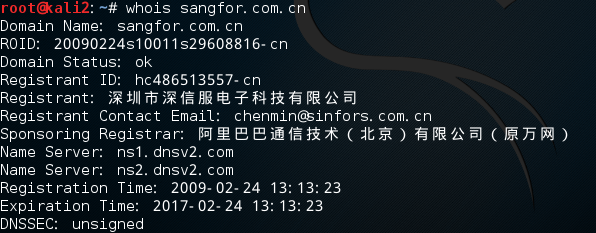 root@kali2:~# whois sangfor.com.cn
Domain Name: sangfor.com.cn
ROID: 20090224s10011s29608816-cn
Domain Status: ok
Registrant ID: hc486513557-cn
Registrant: 深圳市深信服电子科技有限公司
Registrant Contact Email: chenmin@sinfors.com.cn
Sponsoring Registrar: 阿里巴巴通信技术（北京）有限公司（原万网）
Name Server: ns1.dnsv2.com
Name Server: ns2.dnsv2.com
Registration Time: 2009-02-24 13:13:23
Expiration Time: 2017-02-24 13:13:23
DNSSEC: unsigned